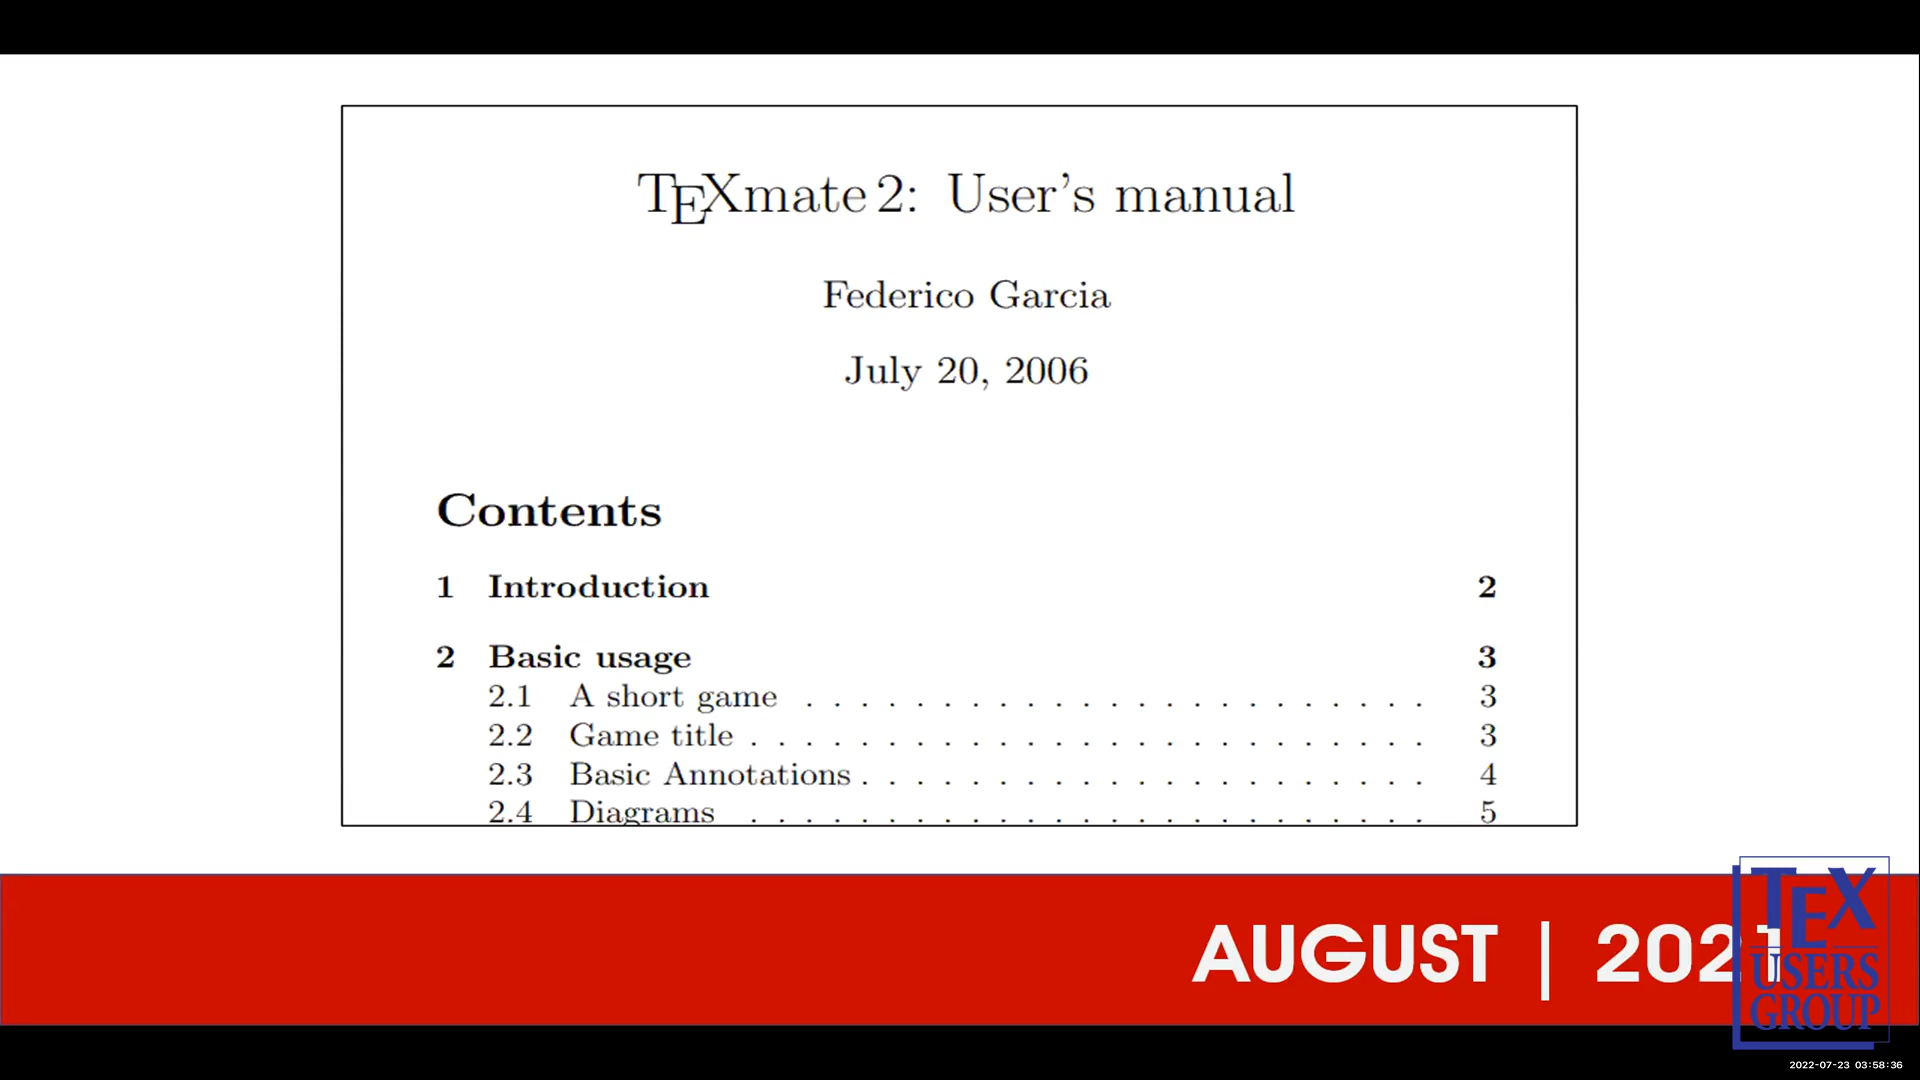 TEXmate 2: User's manual
Federico Garcia
July 20, 2006
Contents
1 Introduction 2
2 Basic usage 3
2.1 A short game . . . . . . . . . . . . . . . . . . . . . . . 3
2.2 Game title . . . . . . . . . . . . . . . . . . . . . . . . . 3
2.3 Basic Annotations . . . . . . . . . . . . . . . . . . . . . 4
2.4 Diagrams . . . . . . . . . . . . . . . . . . . . . . . . . 5
AUGUST | 2021
TEX
USERS
GROUP
2022-07-23 03:58:36